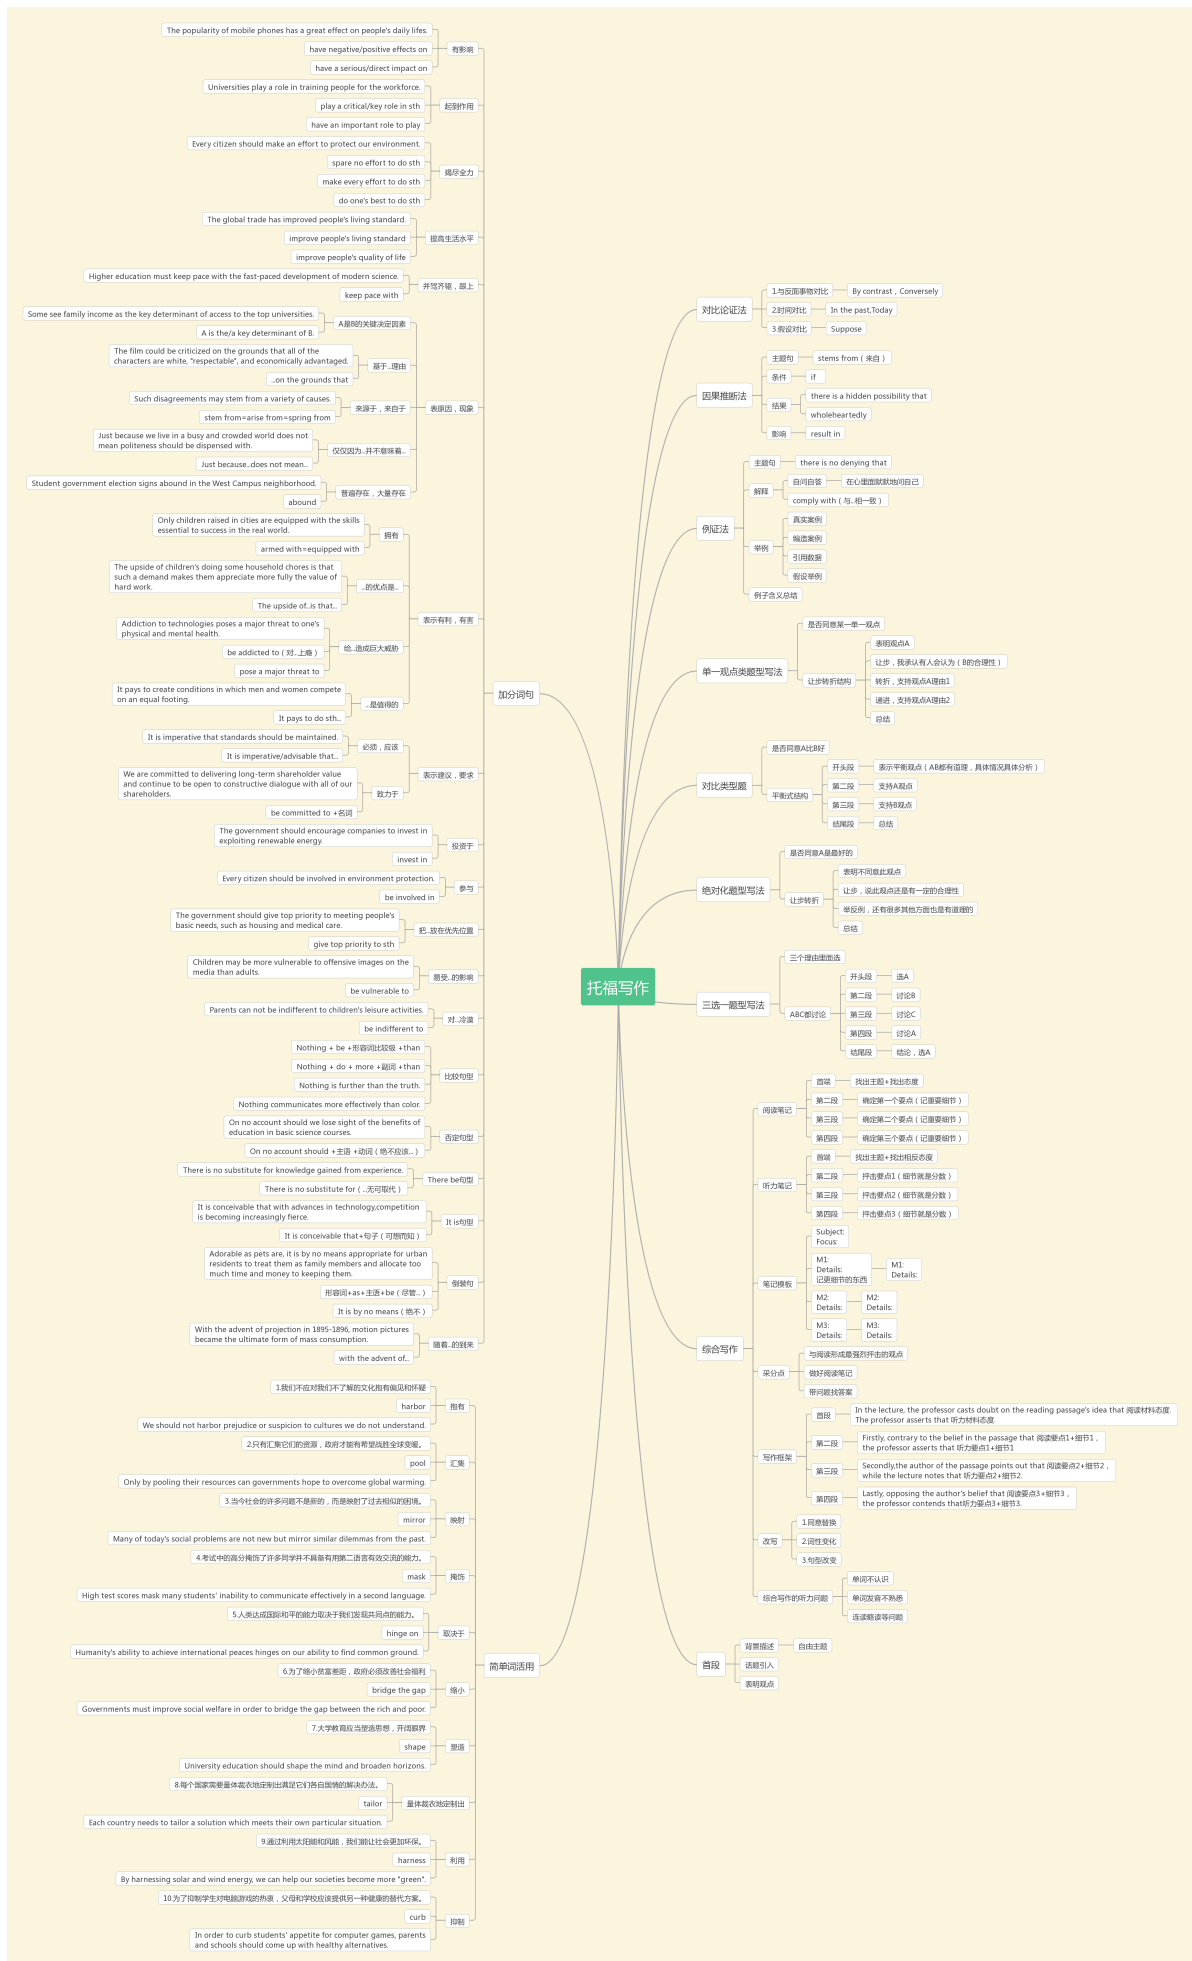 托福写作
加分词句
有影响
The popularity of mobile phones has a great effect on people's daily lifes.
have negative/positive effects on
have a serious/direct impact on
起到作用
Universities play a role in training people for the workforce.
play a critical/key role in sth
have an important role to play
竭尽全力
Every citizen should make an effort to protect our environment.
spare no effort to do sth
make every effort to do sth
do one's best to do sth
提高生活水平
The global trade has improved people's living standard.
improve people's living standard
improve people's quality of life
并驾齐驱，跟上
Higher education must keep pace with the fast-paced development of modern science.
keep pace with
表原因，现象
A是B的关键决定因素
Some see family income as the key determinant of access to the top universities.
A is the/a key determinant of B.
基于...理由
The film could be criticized on the grounds that all of the
characters are white, "respectable", and economically advantaged.
...on the grounds that
来源于，来自于
Such disagreements may stem from a variety of causes.
stem from=arise from=spring from
仅仅因为...并不意味着...
Just because we live in a busy and crowded world does not
mean politeness should be dispensed with.
Just because...does not mean...
普遍存在，大量存在
Student government election signs abound in the West Campus neighborhood.
abound
表示有利，有害
拥有
Only children raised in cities are equipped with the skills
essential to success in the real world.
armed with=equipped with
...的优点是...
The upside of children's doing some household chores is that
such a demand makes them appreciate more fully the value of
hard work.
The upside of...is that...
给...造成巨大威胁
Addiction to technologies poses a major threat to one's
physical and mental health.
be addicted to（对...上瘾）
pose a major threat to
...是值得的
It pays to create conditions in which men and women compete
on an equal footing.
It pays to do sth...
表示建议，要求
必须，应该
It is imperative that standards should be maintained.
It is imperative/advisable that...
致力于
We are committed to delivering long-term shareholder value
and continue to be open to constructive dialogue with all of our
shareholders.
be committed to +名词
投资于
The government should encourage companies to invest in
exploiting renewable energy.
invest in
参与
Every citizen should be involved in environment protection.
be involved in
把...放在优先位置
The government should give top priority to meeting people's
basic needs, such as housing and medical care.
give top priority to sth
易受...的影响
Children may be more vulnerable to offensive images on the
media than adults.
be vulnerable to
对...冷漠
Parents can not be indifferent to children's leisure activities.
be indifferent to
比较句型
Nothing + be +形容词比较级 +than
Nothing + do + more +副词 +than
Nothing is further than the truth.
Nothing communicates more effectively than color.
否定句型
On no account should we lose sight of the benefits of
education in basic science courses.
On no account should +主语 +动词（绝不应该...）
There be句型
There is no substitute for knowledge gained from experience.
There is no substitute for（...无可取代）
It is句型
It is conceivable that with advances in technology,competition
is becoming increasingly fierce.
It is conceivable that+句子（可想而知）
倒装句
Adorable as pets are, it is by no means appropriate for urban
residents to treat them as family members and allocate too
much time and money to keeping them.
形容词+as+主语+be（尽管...）
It is by no means（绝不）
随着...的到来
With the advent of projection in 1895-1896, motion pictures
became the ultimate form of mass consumption.
with the advent of...
简单词活用
抱有
1.我们不应对我们不了解的文化抱有偏见和怀疑
harbor
We should not harbor prejudice or suspicion to cultures we do not understand.
汇集
2.只有汇集它们的资源，政府才能有希望战胜全球变暖。
pool
Only by pooling their resources can governments hope to overcome global warming.
映射
3.当今社会的许多问题不是新的，而是映射了过去相似的困境。
mirror
Many of today's social problems are not new but mirror similar dilemmas from the past.
掩饰
4.考试中的高分掩饰了许多同学并不具备有用第二语言有效交流的能力。
mask
High test scores mask many students' inability to communicate effectively in a second language.
取决于
5.人类达成国际和平的能力取决于我们发现共同点的能力。
hinge on
Humanity's ability to achieve international peaces hinges on our ability to find common ground.
缩小
6.为了缩小贫富差距，政府必须改善社会福利
bridge the gap
Governments must improve social welfare in order to bridge the gap between the rich and poor.
塑造
7.大学教育应当塑造思想，开阔眼界
shape
University education should shape the mind and broaden horizons.
量体裁衣地定制出
8.每个国家需要量体裁衣地定制出满足它们各自国情的解决办法。
tailor
Each country needs to tailor a solution which meets their own particular situation.
利用
9.通过利用太阳能和风能，我们能让社会更加环保。
harness
By harnessing solar and wind energy, we can help our societies become more "green".
抑制
10.为了抑制学生对电脑游戏的热衷，父母和学校应该提供另一种健康的替代方案。
curb
In order to curb students' appetite for computer games, parents
and schools should come up with healthy alternatives.
对比论证法
1.与反面事物对比
By contrast，Conversely
2.时间对比
In the past,Today
3.假设对比
Suppose
因果推断法
主题句
stems from（来自）
条件
if
结果
there is a hidden possibility that
wholeheartedly
影响
result in
例证法
主题句
there is no denying that
解释
自问自答
在心里面默默地问自己
comply with（与...相一致）
举例
真实案例
编造案例
引用数据
假设举例
例子含义总结
单一观点类题型写法
是否同意某一单一观点
让步转折结构
表明观点A
让步，我承认有人会认为（B的合理性）
转折，支持观点A理由1
递进，支持观点A理由2
总结
对比类型题
是否同意A比B好
平衡式结构
开头段
表示平衡观点（AB都有道理，具体情况具体分析）
第二段
支持A观点
第三段
支持B观点
结尾段
总结
绝对化题型写法
是否同意A是最好的
让步转折
表明不同意此观点
让步，说此观点还是有一定的合理性
举反例，还有很多其他方面也是有道理的
总结
三选一题型写法
三个理由里面选
ABC都讨论
开头段
选A
第二段
讨论B
第三段
讨论C
第四段
讨论A
结尾段
结论，选A
综合写作
阅读笔记
首端
找出主题+找出态度
第二段
确定第一个要点（记重要细节）
第三段
确定第二个要点（记重要细节）
第四段
确定第三个要点（记重要细节）
听力笔记
首端
找出主题+找出相反态度
第二段
抨击要点1（细节就是分数）
第三段
抨击要点2（细节就是分数）
第四段
抨击要点3（细节就是分数）
笔记模板
Subject:
Focus:
M1:
Details:
记更细节的东西
M1:
Details:
M2:
Details:
M2:
Details:
M3:
Details:
M3:
Details:
采分点
与阅读形成最强烈抨击的观点
做好阅读笔记
带问题找答案
写作框架
首段
In the lecture, the professor casts doubt on the reading passage's idea that 阅读材料态度.
The professor asserts that 听力材料态度.
第二段
Firstly, contrary to the belief in the passage that 阅读要点1+细节1，
the professor asserts that 听力要点1+细节1
第三段
Secondly,the author of the passage points out that 阅读要点2+细节2，
while the lecture notes that 听力要点2+细节2.
第四段
Lastly, opposing the author's belief that 阅读要点3+细节3，
the professor contends that听力要点3+细节3.
改写
1.同意替换
2.词性变化
3.句型改变
综合写作的听力问题
单词不认识
单词发音不熟悉
连读略读等问题
首段
背景描述
自由主题
话题引入
表明观点